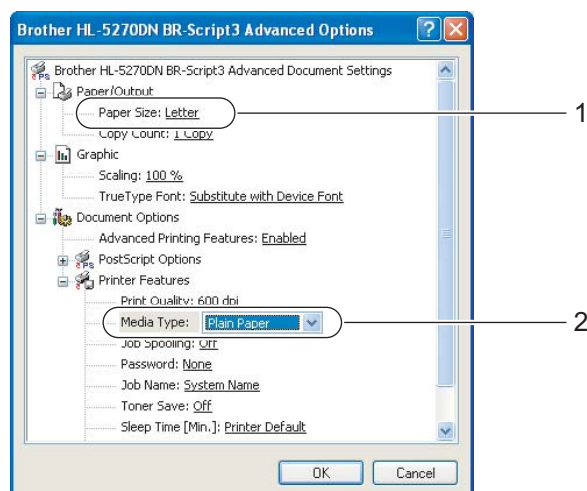 Brother HL-5270DN BR-Script3 Advanced Options
Brother HL-5270DN BR-Script3 Advanced Document Settings
Paper/Output
Paper Size: Letter
1
Copy Count: 1 Copy
Graphic
Scaling: 100 %
TrueType Font: Substitute with Device Font
Document Options
Advanced Printing Features: Enabled
PS PostScript Options
Printer Features
Print Quality: 600 dpi
Media Type: Plain Paper
2
Job Spooling: Off
Password: None
Job Name: System Name
Toner Save: Off
Sleep Time [Min.]: Printer Default
OK Cancel